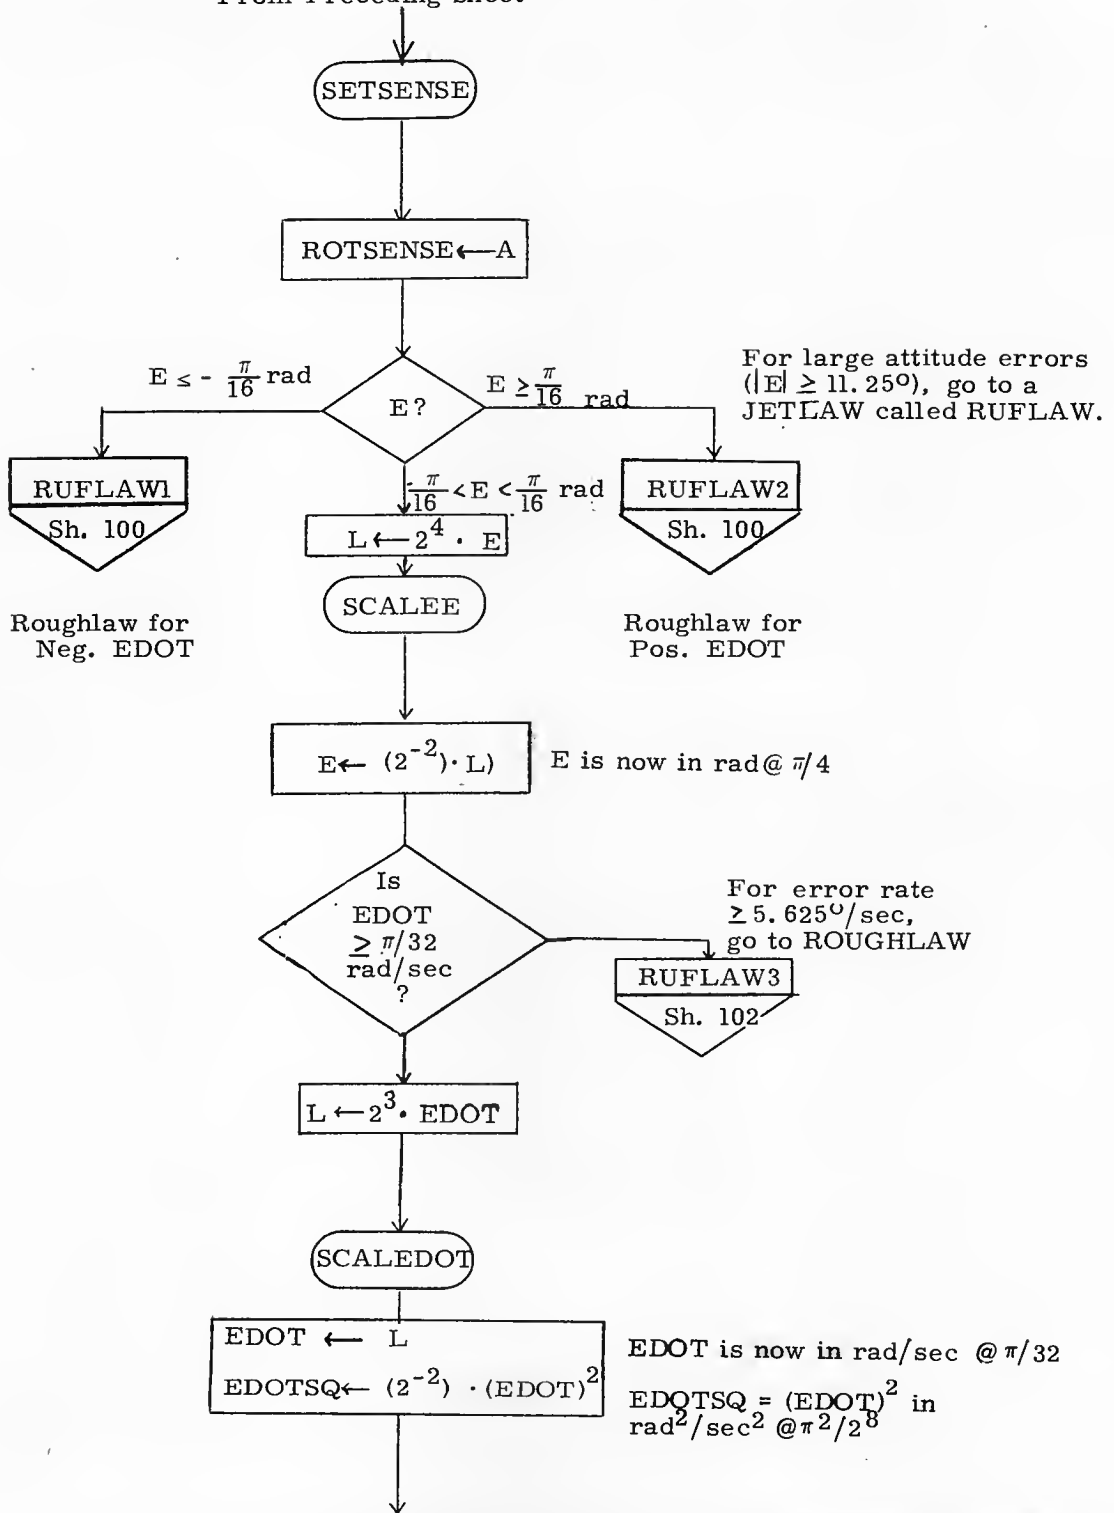 From Preceding Sheet
SETSENSE
ROTSENSE ← A
E ≤ - π/16 rad
E ?
E ≥ π/16 rad
For large attitude errors
(|E| ≥ 11.25°), go to a
JETLAW called RUFLAW.
RUFLAW1
Sh. 100
-π/16 < E < π/16 rad
RUFLAW2
Sh. 100
L ← 2⁴ · E
SCALEE
Roughlaw for
Neg. EDOT
Roughlaw for
Pos. EDOT
E ← (2⁻²) · L)
E is now in rad @ π/4
Is
EDOT
≥ π/32
rad/sec
?
For error rate
≥ 5.625°/sec,
go to ROUGHLAW
RUFLAW3
Sh. 102
L ← 2³ · EDOT
SCALEDOT
EDOT ← L
EDOTSQ ← (2⁻²) · (EDOT)²
EDOT is now in rad/sec @ π/32
EDOTSQ = (EDOT)² in
rad²/sec² @ π²/2⁸